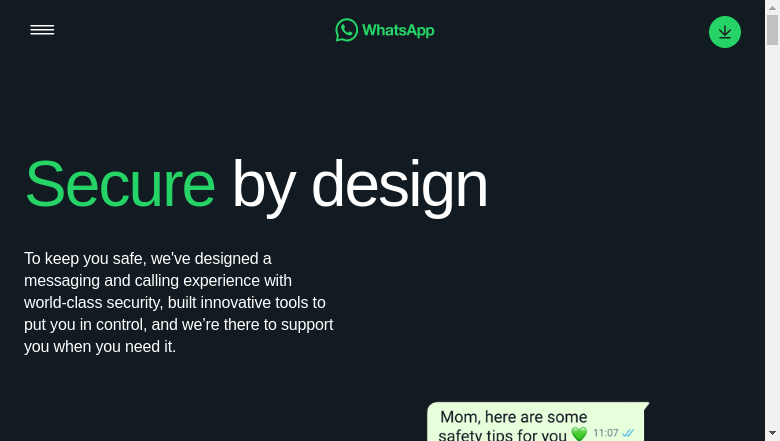 WhatsApp
Secure by design
To keep you safe, we've designed a
messaging and calling experience with
world-class security, built innovative tools to
put you in control, and we’re there to support
you when you need it.
Mom, here are some
safety tips for you 💚 11:07